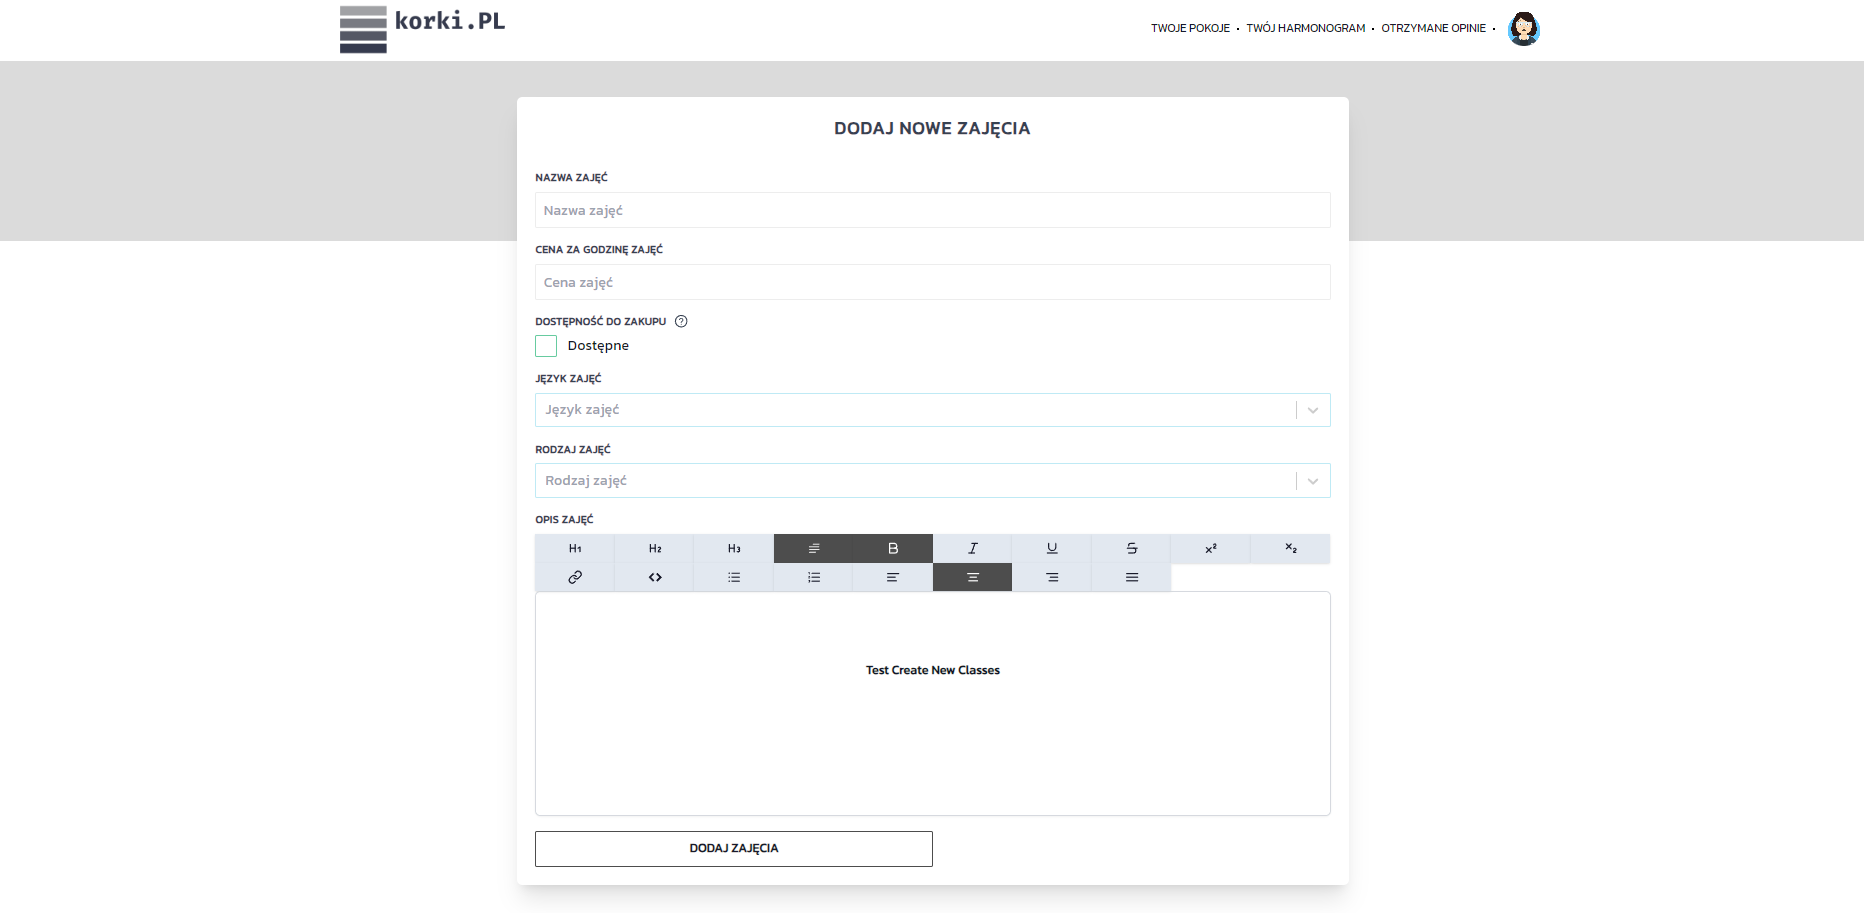 korki.PL
TWOJE POKOJE • TWÓJ HARMONOGRAM • OTRZYMANE OPINIE •
DODAJ NOWE ZAJĘCIA
NAZWA ZAJĘĆ
Nazwa zajęć
CENA ZA GODZINĘ ZAJĘĆ
Cena zajęć
DOSTĘPNOŚĆ DO ZAKUPU ?
Dostępne
JĘZYK ZAJĘĆ
Język zajęć
RODZAJ ZAJĘĆ
Rodzaj zajęć
OPIS ZAJĘĆ
H1 H2 H3 B I U S x² x₂
Test Create New Classes
DODAJ ZAJĘCIA